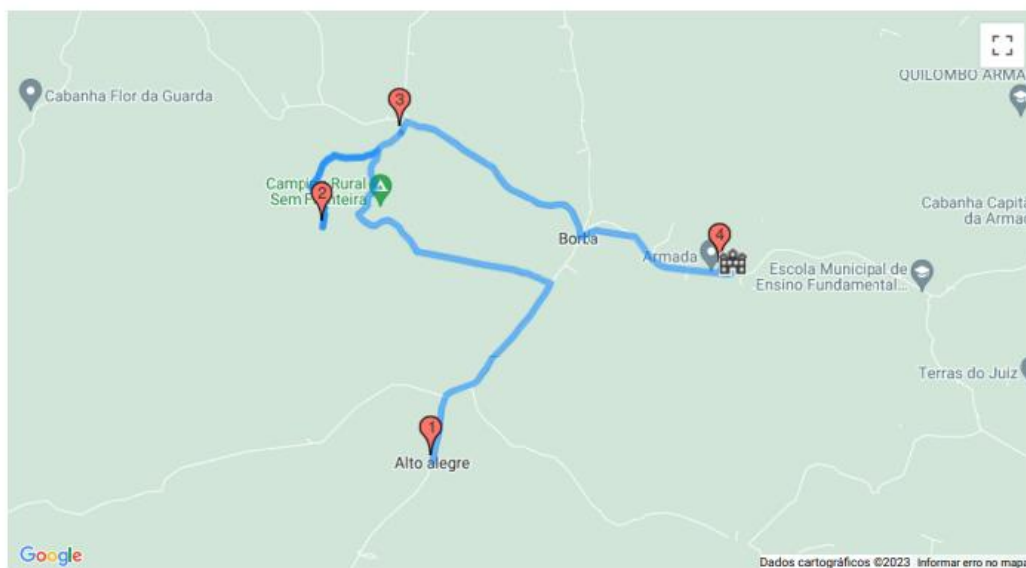 QUILOMBO ARMA
Cabanha Flor da Guarda
3
Camping Rural
Sem Fronteira
2
Cabanha Capitã
da Armad
4
Borba
Armada
Escola Municipal de
Ensino Fundamental...
Terras do Juiz
1
Alto alegre
Google
Dados cartográficos ©2023 Informar erro no mapa